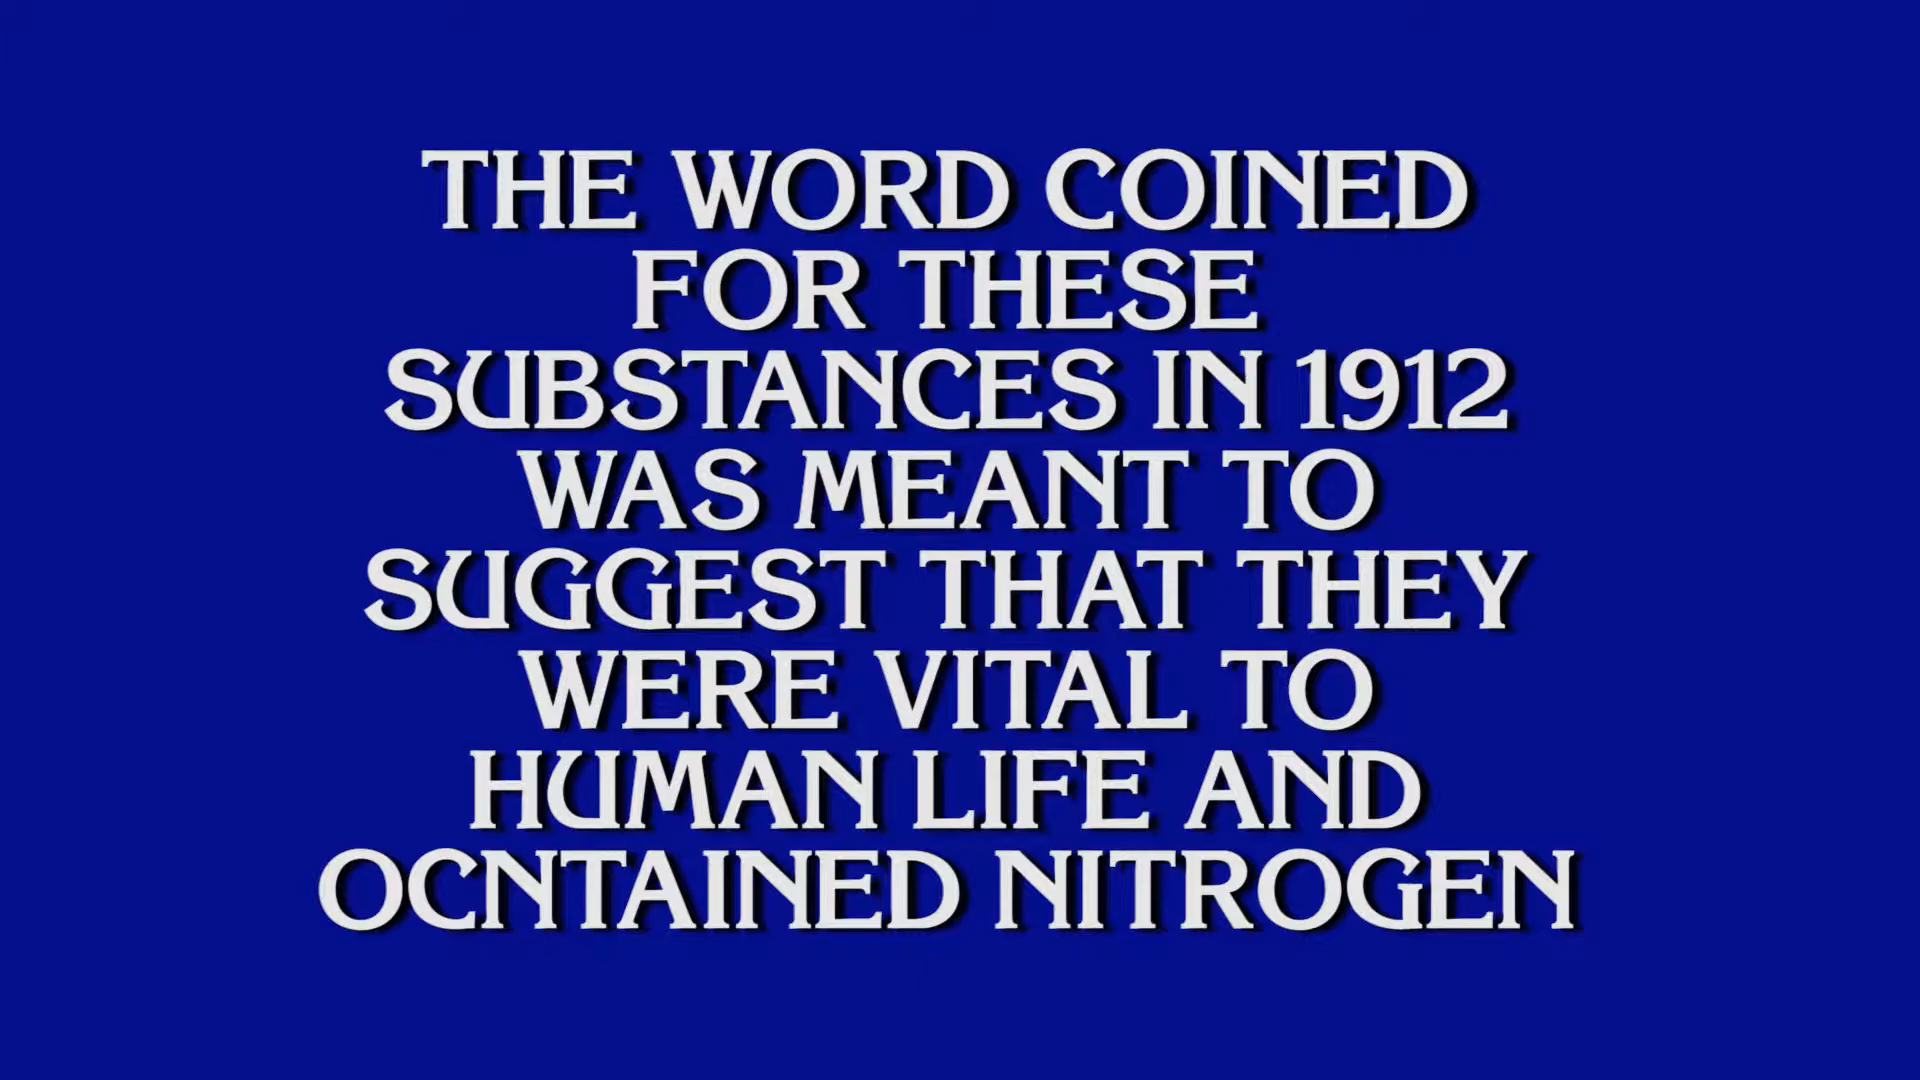 THE WORD COINED
FOR THESE
SUBSTANCES IN 1912
WAS MEANT TO
SUGGEST THAT THEY
WERE VITAL TO
HUMAN LIFE AND
OCNTAINED NITROGEN